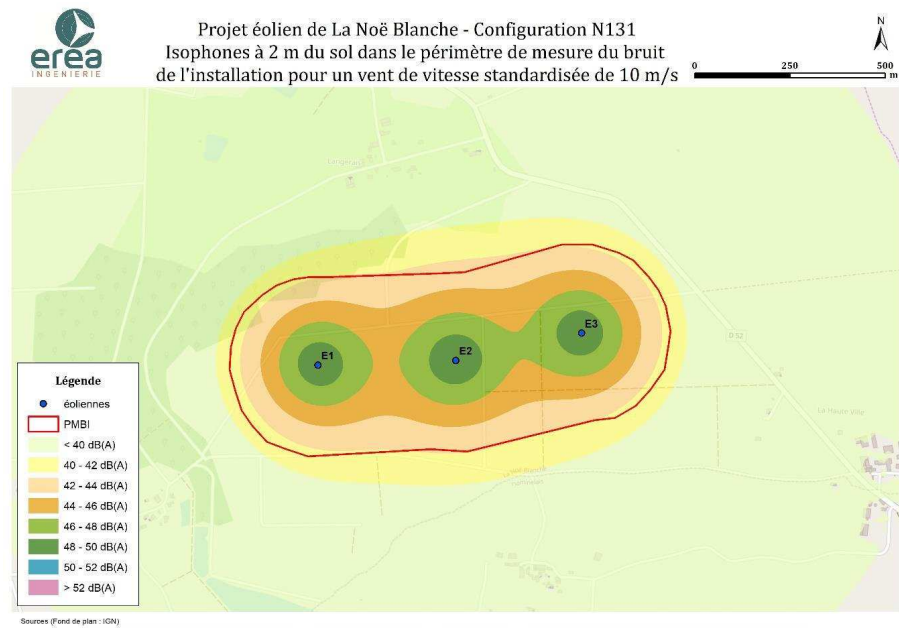 erea
INGENIERIE
Projet éolien de La Noë Blanche - Configuration N131
Isophones à 2 m du sol dans le périmètre de mesure du bruit
de l'installation pour un vent de vitesse standardisée de 10 m/s
N
0 250 500
m
E1
E2
E3
D 52
Légende
éoliennes
PMBI
< 40 dB(A)
40 - 42 dB(A)
42 - 44 dB(A)
44 - 46 dB(A)
46 - 48 dB(A)
48 - 50 dB(A)
50 - 52 dB(A)
> 52 dB(A)
Sources (Fond de plan : IGN)